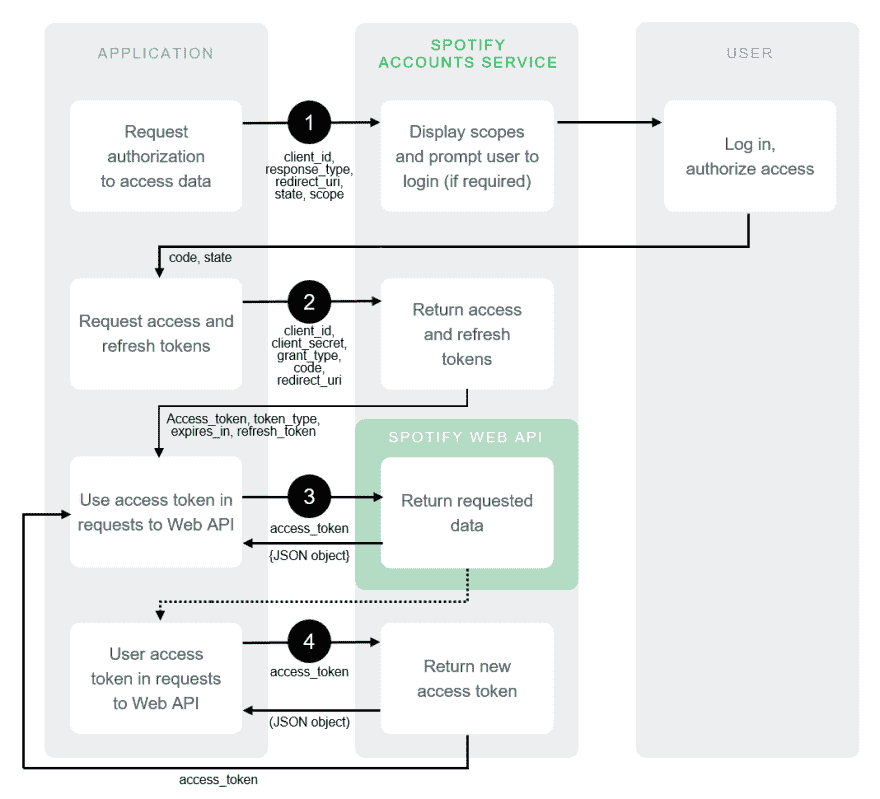 APPLICATION
SPOTIFY
ACCOUNTS SERVICE
USER
Request
authorization
to access data
1
client_id,
response_type,
redirect_uri,
state, scope
Display scopes
and prompt user to
login (if required)
Log in,
authorize access
code, state
Request access and
refresh tokens
2
client_id,
client_secret,
grant_type,
code,
redirect_uri
Return access
and refresh
tokens
Access_token, token_type,
expires_in, refresh_token
SPOTIFY WEB API
Use access token in
requests to Web API
3
access_token
{JSON object}
Return requested
data
User access
token in requests
to Web API
4
access_token
(JSON object)
Return new
access token
access_token